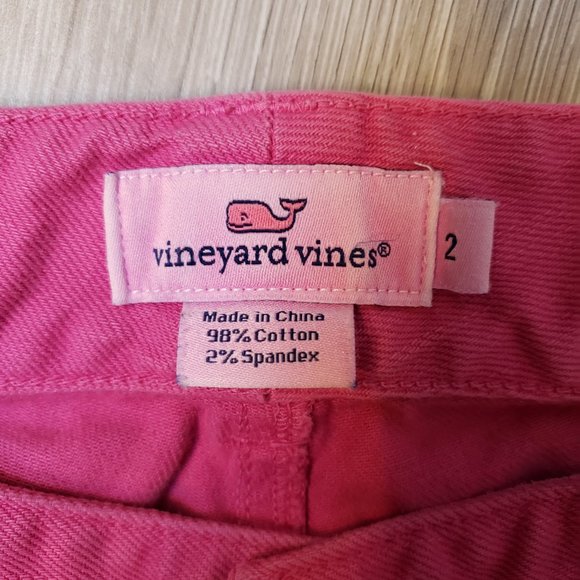 vineyard vines®
2
Made in China
98% Cotton
2% Spandex